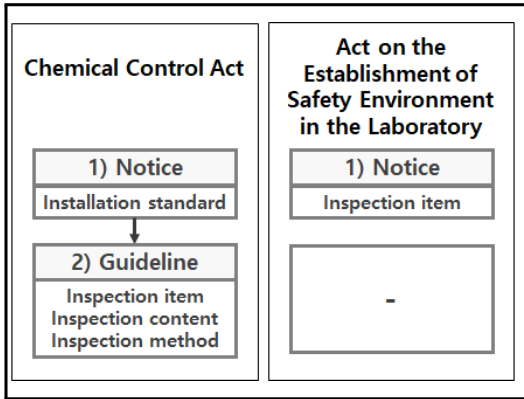 Chemical Control Act
1) Notice
Installation standard
2) Guideline
Inspection item
Inspection content
Inspection method
Act on the
Establishment of
Safety Environment
in the Laboratory
1) Notice
Inspection item
-